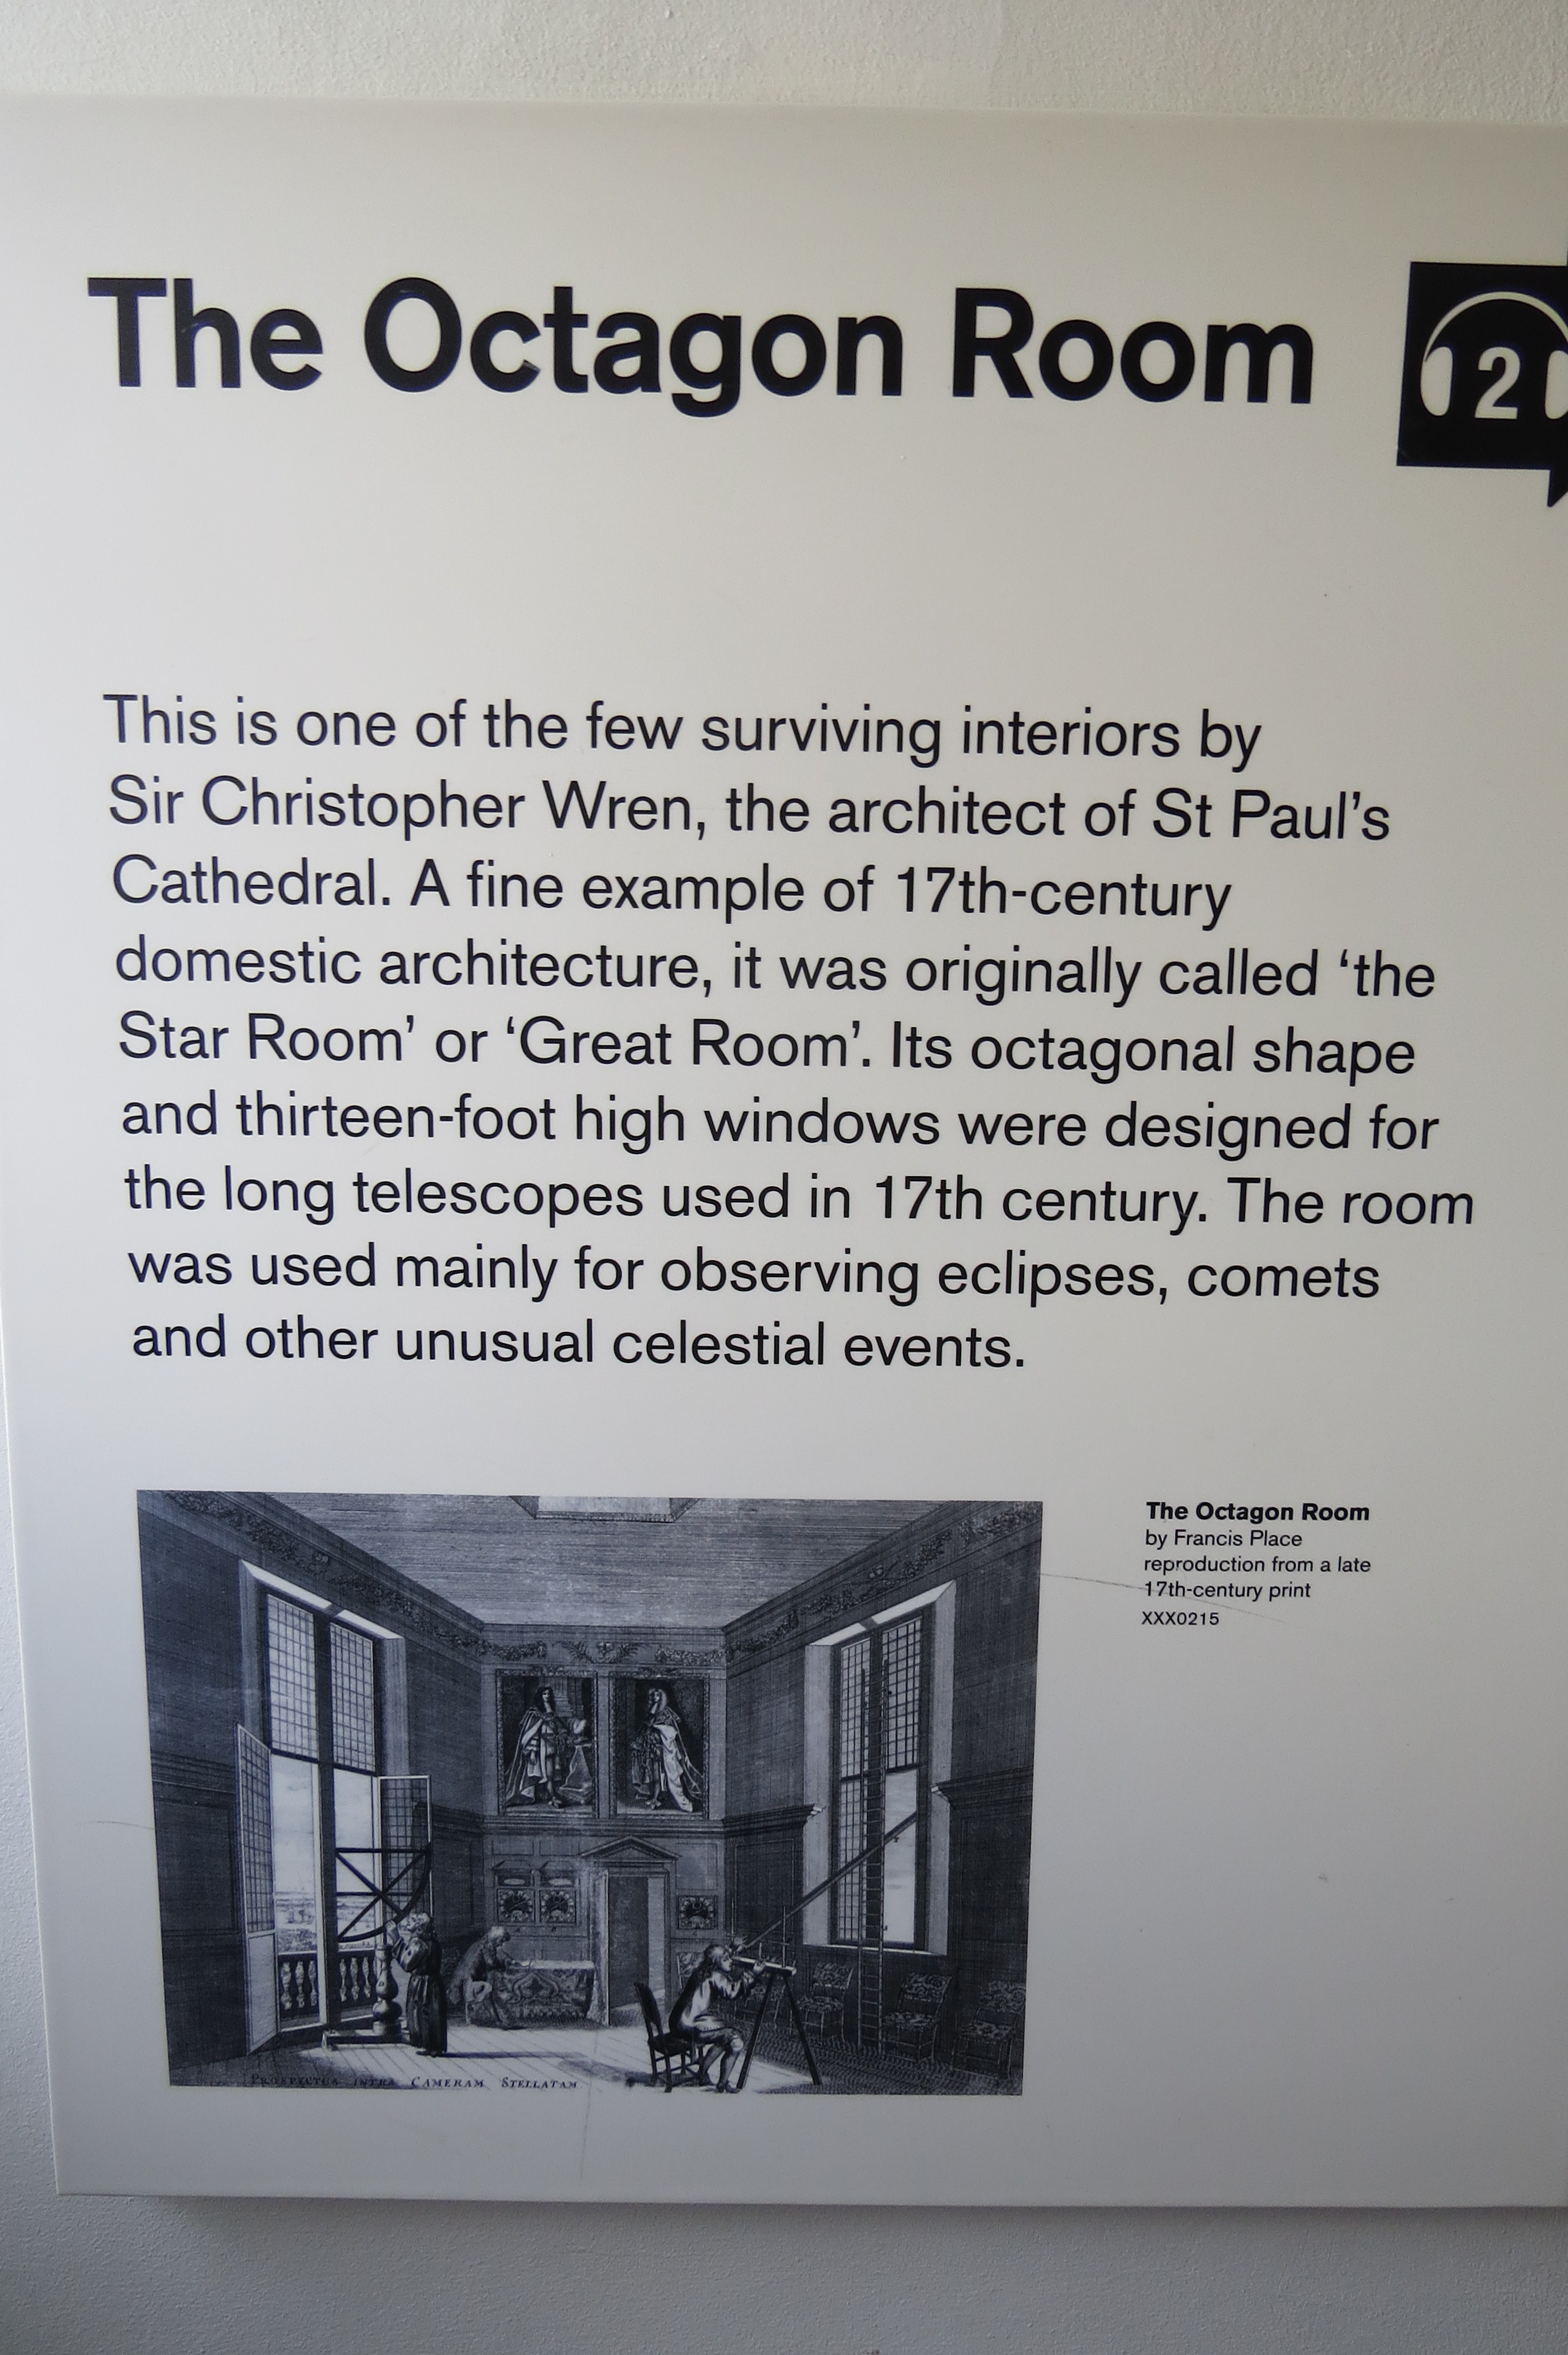 The Octagon Room
2
This is one of the few surviving interiors by
Sir Christopher Wren, the architect of St Paul’s
Cathedral. A fine example of 17th-century
domestic architecture, it was originally called ‘the
Star Room’ or ‘Great Room’. Its octagonal shape
and thirteen-foot high windows were designed for
the long telescopes used in 17th century. The room
was used mainly for observing eclipses, comets
and other unusual celestial events.
The Octagon Room
by Francis Place
reproduction from a late
17th-century print
XXX0215
PROSPECTUS INTRA CAMERAM STELLATAM